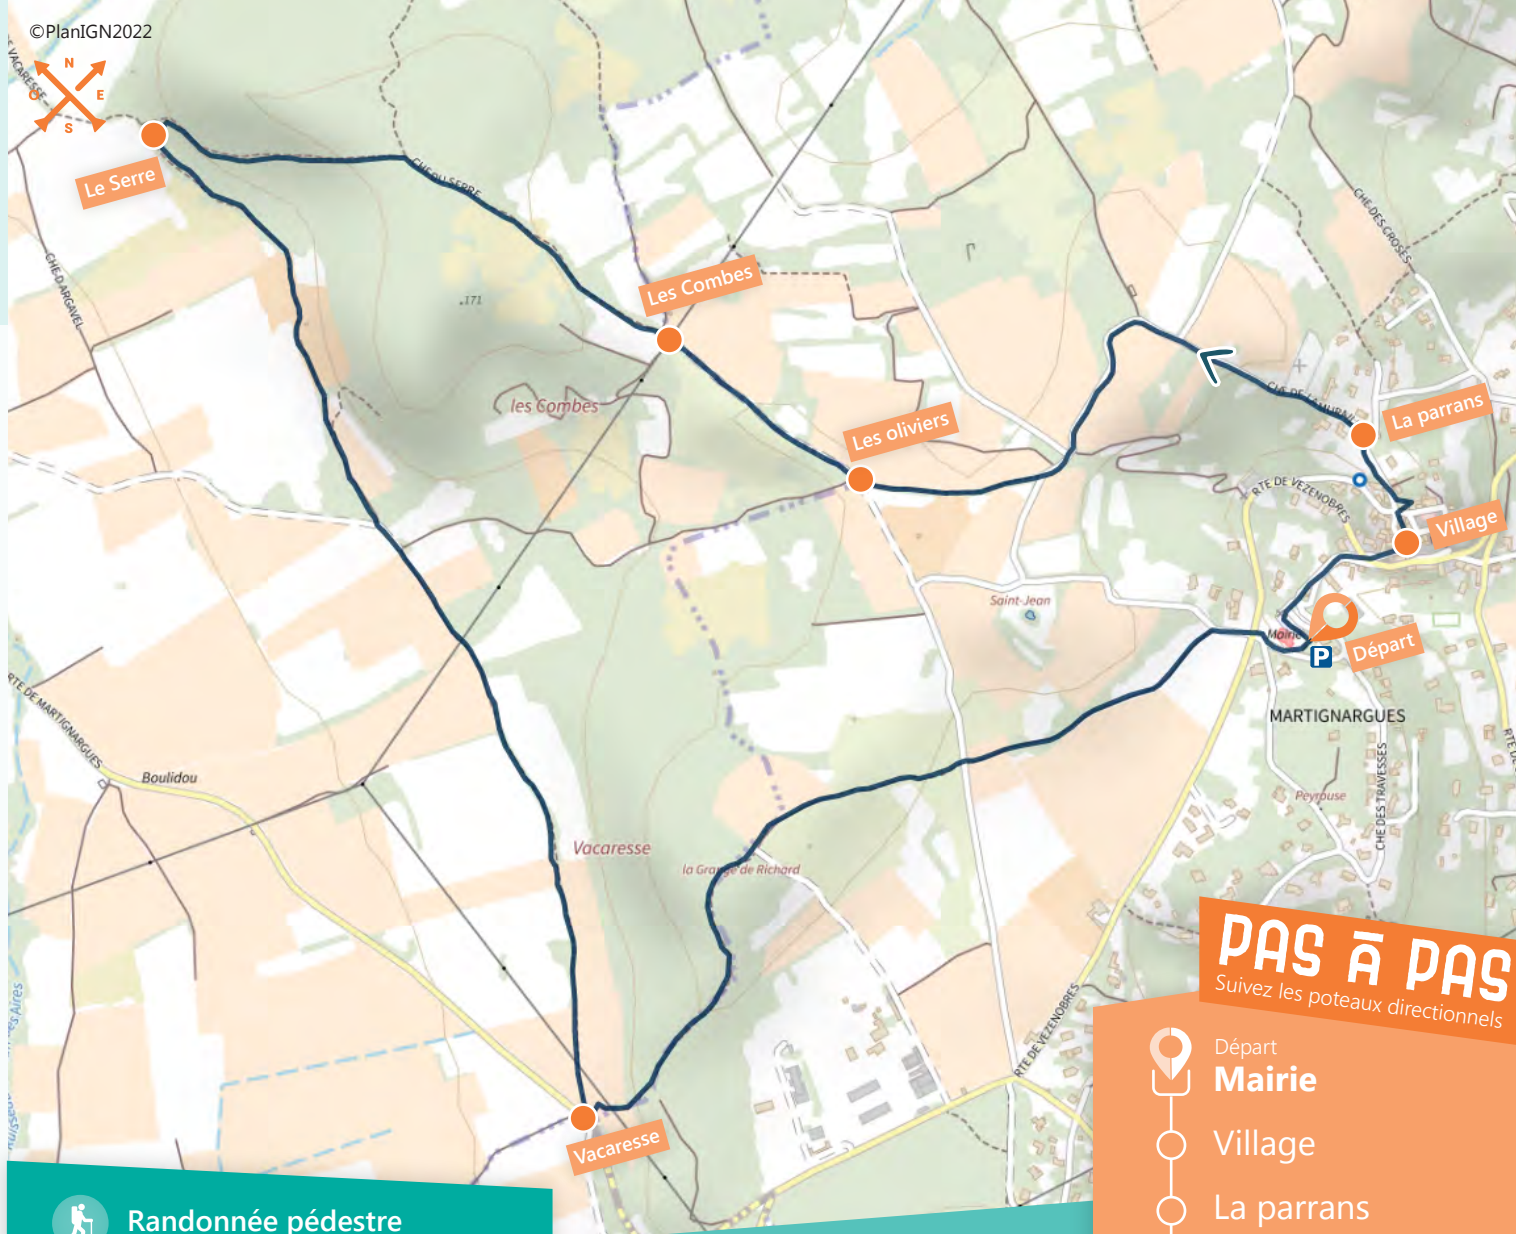 ©PlanIGN2022
N
E
S
O
Le Serre
CHE DU SERRE
CHE D'ARGAVEL
.171
Les Combes
les Combes
Les oliviers
CHE DES CROSES
La parrans
RTE DE VEZENOBRES
Village
Saint-Jean
Mairie
P
Départ
MARTIGNARGUES
RTE DE MARTIGNARGUES
Boulidou
Peyrouse
CHE DES TRAVESSES
Vacaresse
la Grange de Richard
RTE DE VEZENOBRES
Vacaresse
PAS À PAS
Suivez les poteaux directionnels
Départ
Mairie
Village
La parrans
Randonnée pédestre